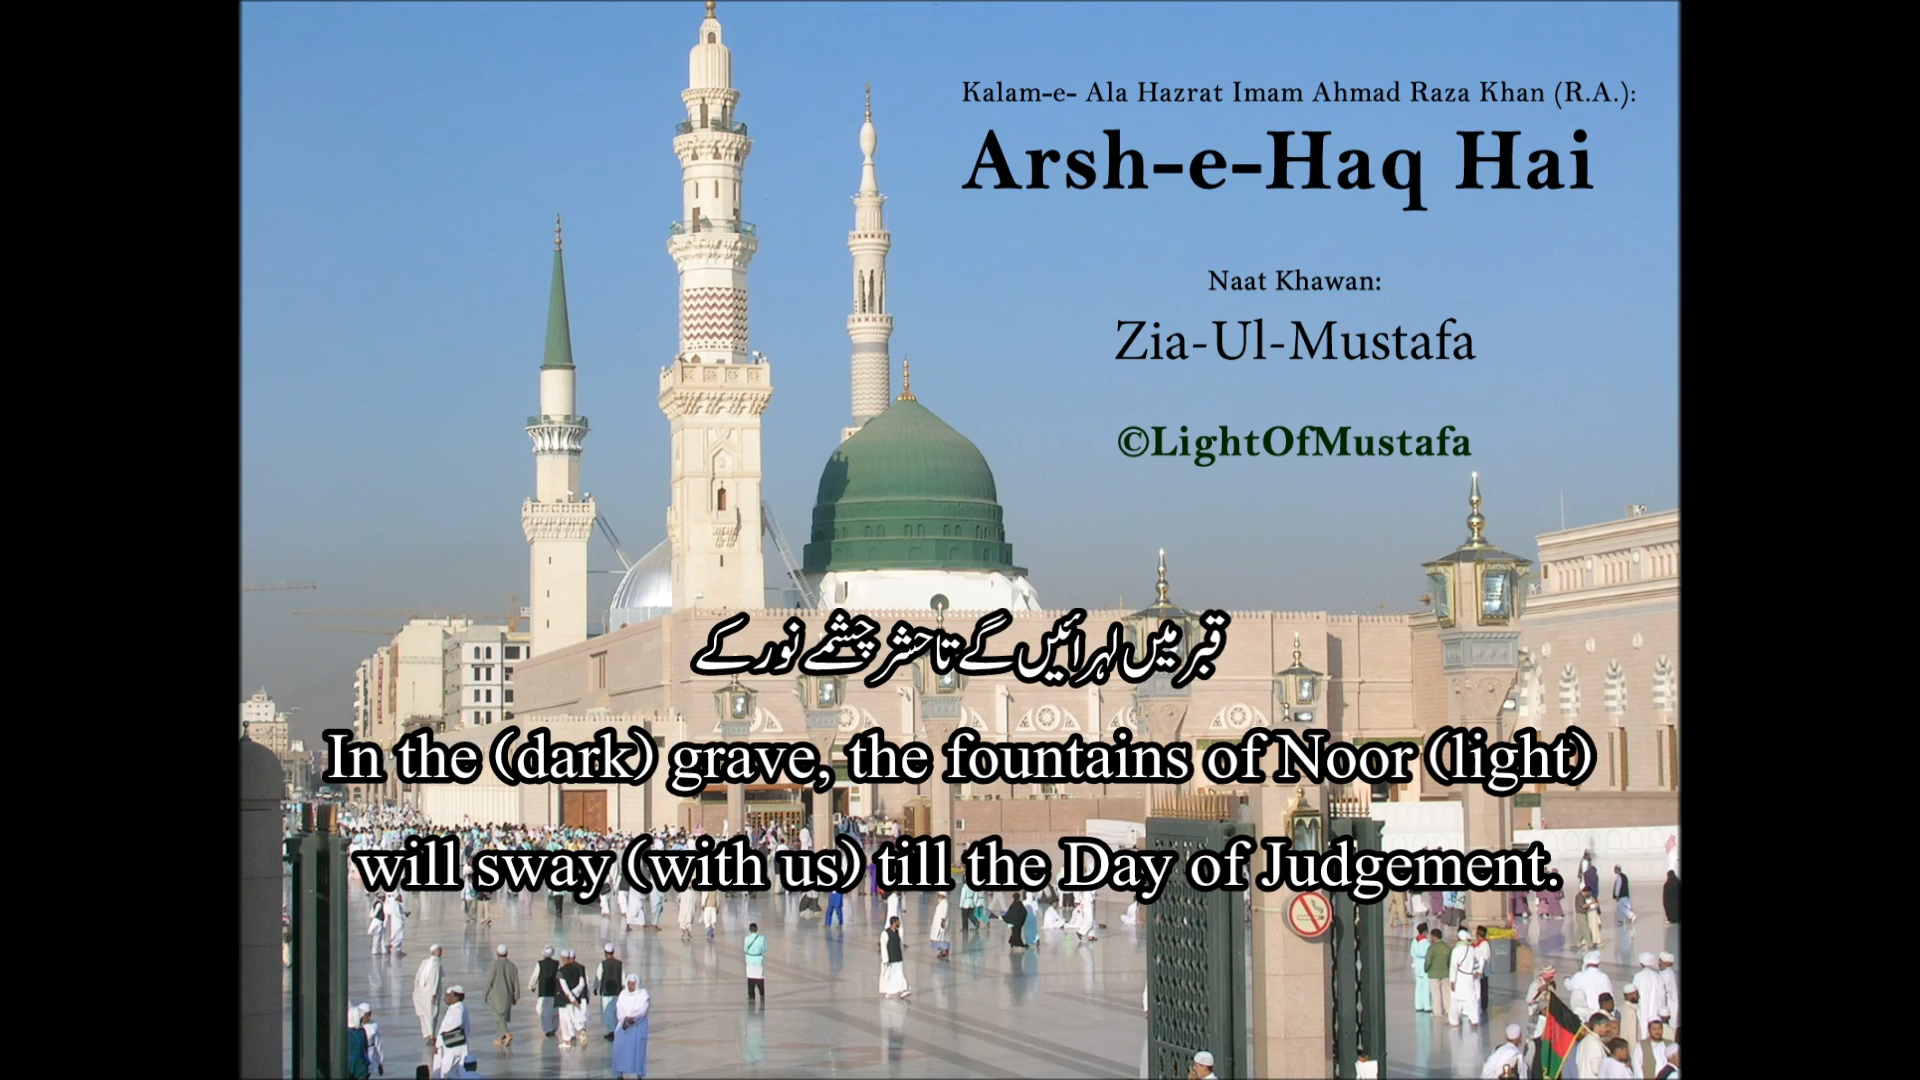 Kalam-e- Ala Hazrat Imam Ahmad Raza Khan (R.A.):
Arsh-e-Haq Hai
Naat Khawan:
Zia-Ul-Mustafa
©LightOfMustafa
قبر میں لہرائیں گے تا حشر چشمے نور کے
In the (dark) grave, the fountains of Noor (light)
will sway (with us) till the Day of Judgement.